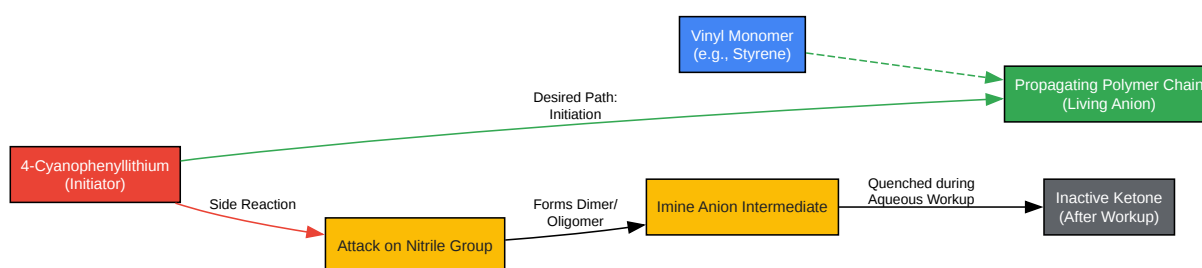 Vinyl Monomer
(e.g., Styrene)
Propagating Polymer Chain
(Living Anion)
Desired Path:
Initiation
4-Cyanophenyllithium
(Initiator)
Side Reaction
Attack on Nitrile Group
Forms Dimer/
Oligomer
Imine Anion Intermediate
Quenched during
Aqueous Workup
Inactive Ketone
(After Workup)